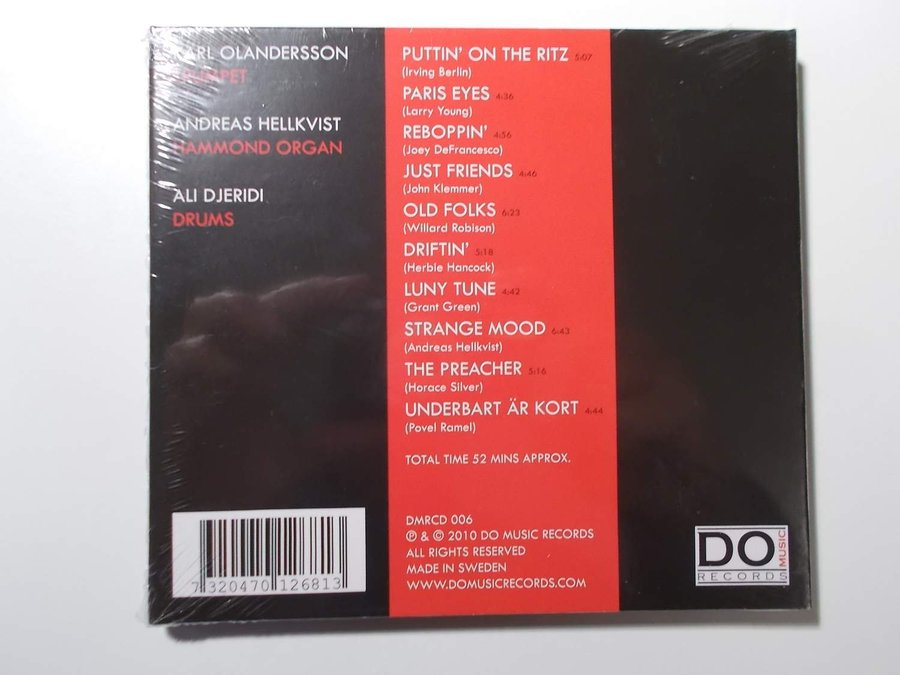 KARL OLANDERSSON
TRUMPET
ANDREAS HELLKVIST
HAMMOND ORGAN
ALI DJERIDI
DRUMS
PUTTIN' ON THE RITZ 5:07
(Irving Berlin)
PARIS EYES 4:36
(Larry Young)
REBOPPIN' 4:56
(Joey DeFrancesco)
JUST FRIENDS 4:46
(John Klemmer)
OLD FOLKS 6:23
(Willard Robison)
DRIFTIN' 5:18
(Herbie Hancock)
LUNY TUNE 4:42
(Grant Green)
STRANGE MOOD 6:43
(Andreas Hellkvist)
THE PREACHER 5:16
(Horace Silver)
UNDERBART ÄR KORT 4:44
(Povel Ramel)
TOTAL TIME 52 MINS APPROX.
DMRCD 006
℗ & © 2010 DO MUSIC RECORDS
ALL RIGHTS RESERVED
MADE IN SWEDEN
WWW.DOMUSICRECORDS.COM
7 320470 126813
DO MUSIC
RECORDS